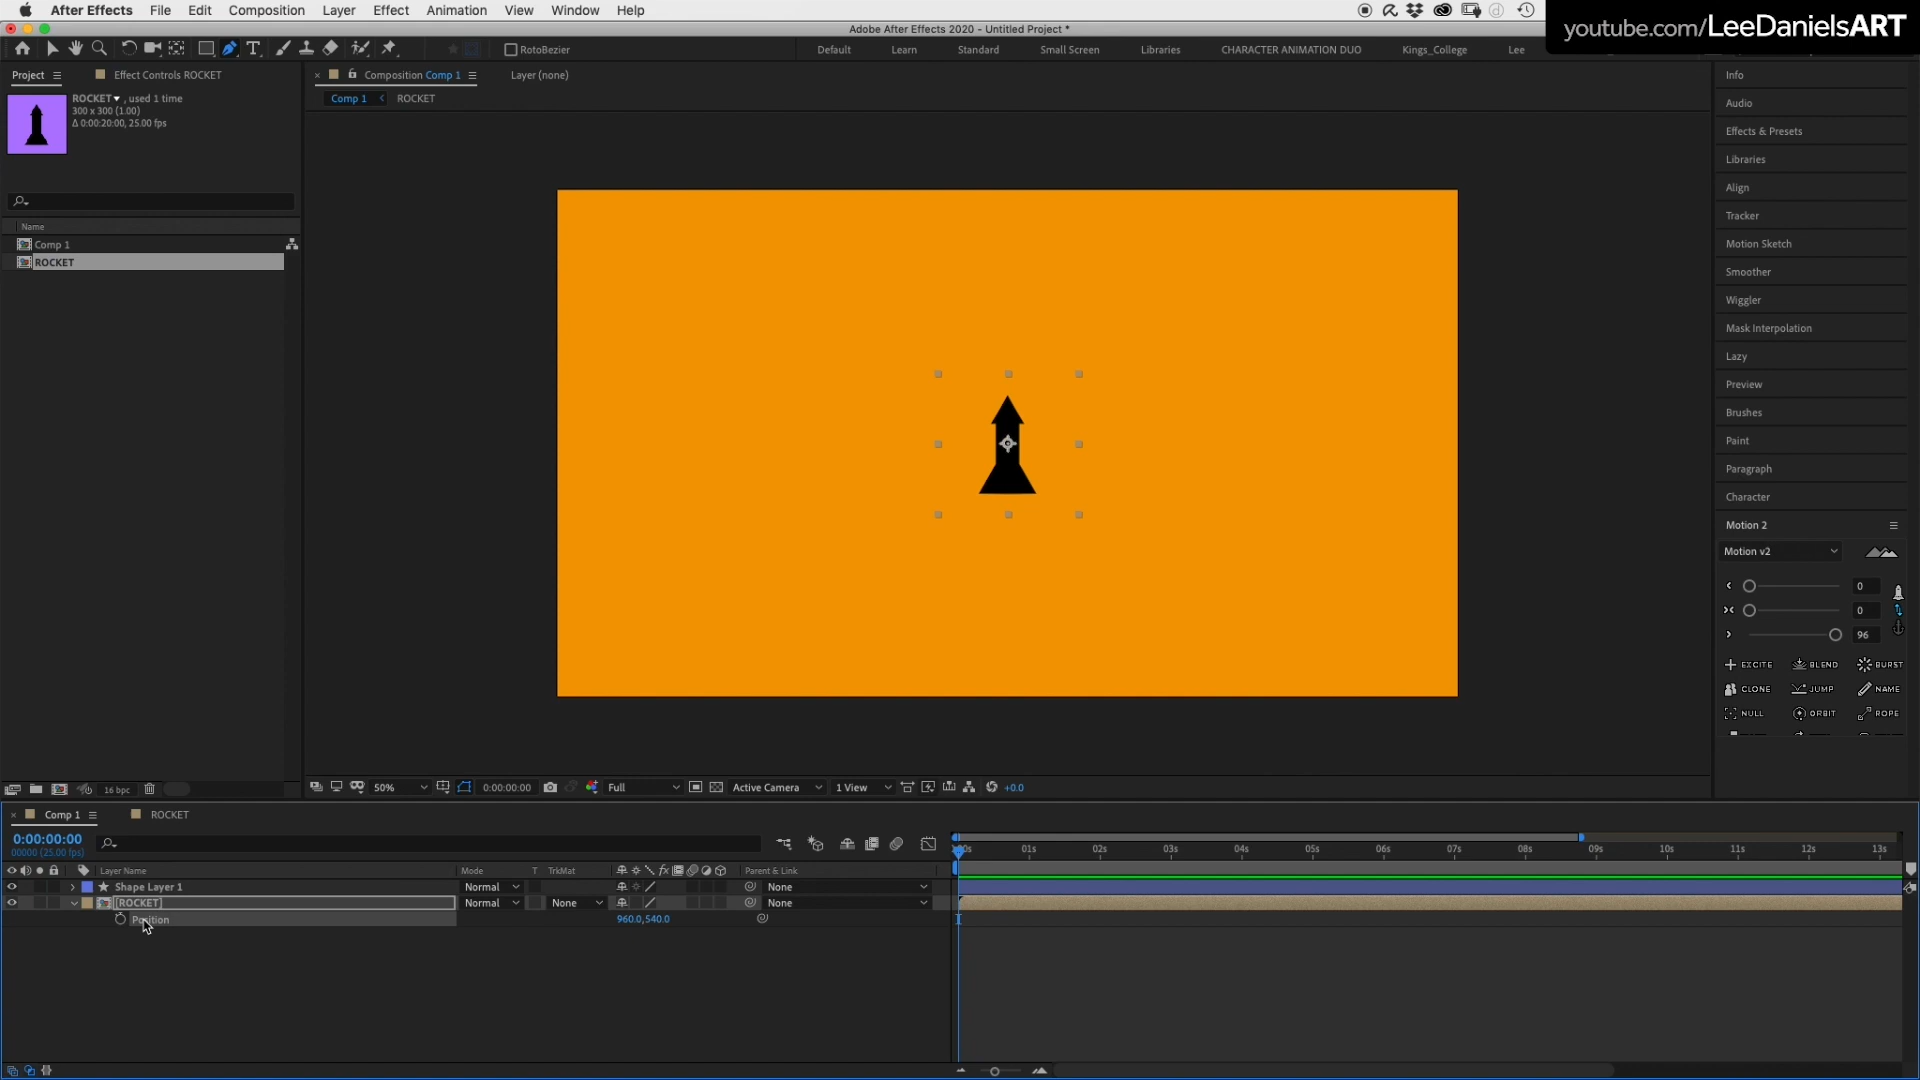 After Effects File Edit Composition Layer Effect Animation View Window Help
youtube.com/LeeDanielsART
Adobe After Effects 2020 - Untitled Project *
RotoBezier
Default Learn Standard Small Screen Libraries CHARACTER ANIMATION DUO Kings_College Lee
Project Effect Controls ROCKET
Composition Comp 1 Layer (none)
Comp 1 ROCKET
ROCKET, used 1 time
300 x 300 (1.00)
Δ 0:00:20:00, 25.00 fps
Name
Comp 1
ROCKET
Info
Audio
Effects & Presets
Libraries
Align
Tracker
Motion Sketch
Smoother
Wiggler
Mask Interpolation
Lazy
Preview
Brushes
Paint
Paragraph
Character
Motion 2
Motion v2
0
0
96
EXCITE BLEND BURST
CLONE JUMP NAME
NULL ORBIT ROPE
16 bpc
50% 0:00:00:00 Full Active Camera 1 View +0.0
Comp 1 ROCKET
0:00:00:00
00000 (25.00 fps)
01s 02s 03s 04s 05s 06s 07s 08s 09s 10s 11s 12s 13s
Layer Name Mode T TrkMat Parent & Link
Shape Layer 1 Normal None
[ROCKET] Normal None None
Position 960.0,540.0